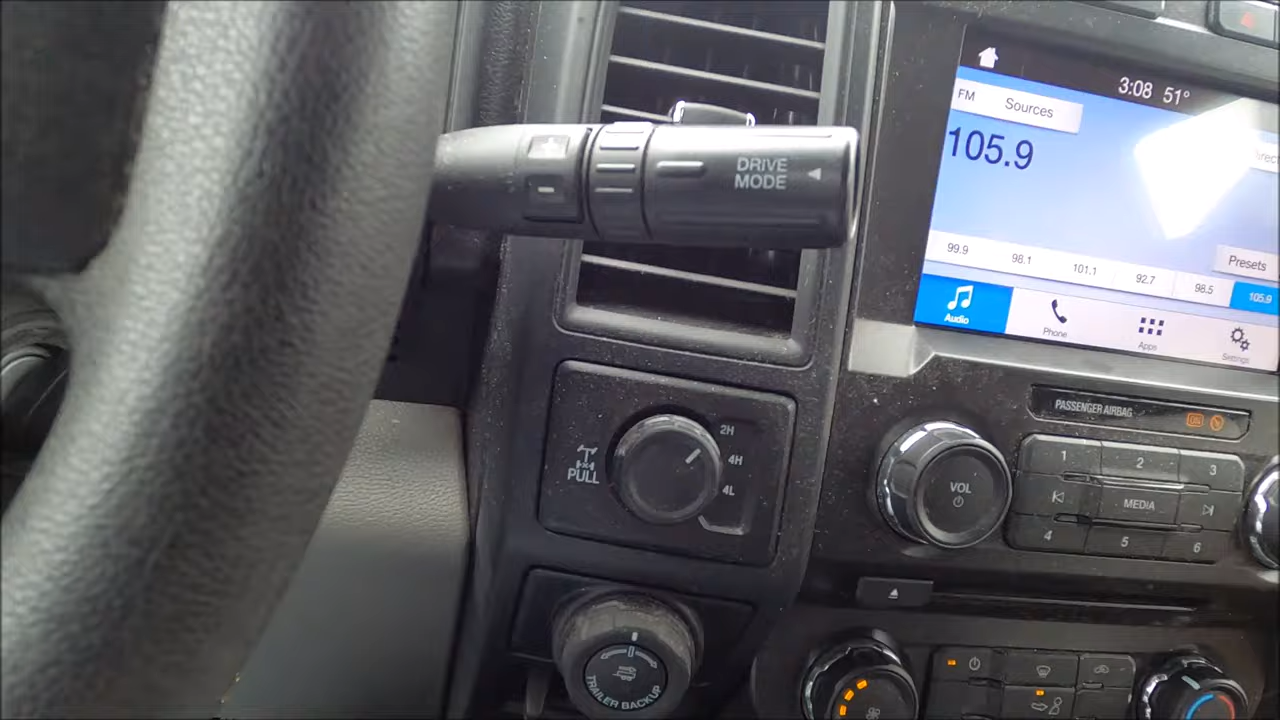 3:08 51°
FM Sources
Direct
105.9
99.9 98.1 101.1 92.7 98.5 105.9
Presets
Audio Phone Apps Settings
DRIVE
MODE
2H
4H
4L
PULL
PASSENGER AIRBAG
VOL
1 2 3
MEDIA
4 5 6
TRAILER BACKUP